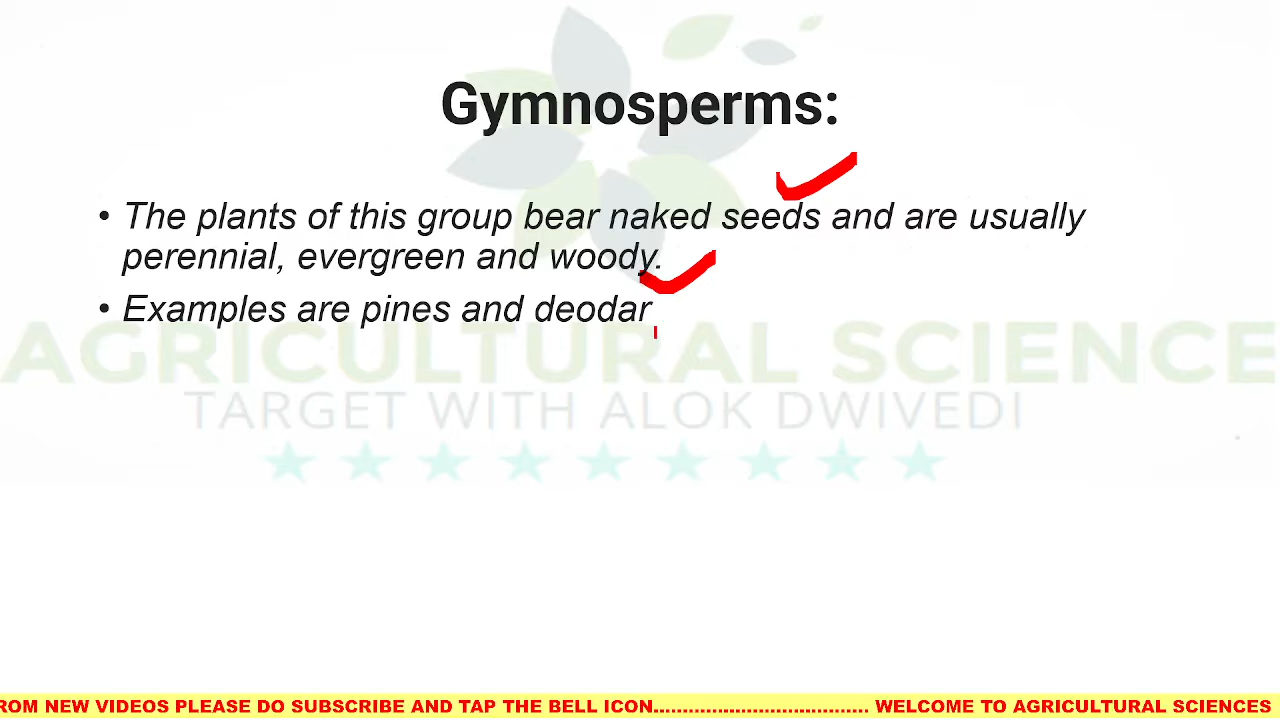 Gymnosperms:
• The plants of this group bear naked seeds and are usually
perennial, evergreen and woody.
• Examples are pines and deodar
AGRICULTURAL SCIENCE
TARGET WITH ALOK DWIVEDI
ROM NEW VIDEOS PLEASE DO SUBSCRIBE AND TAP THE BELL ICON..................................... WELCOME TO AGRICULTURAL SCIENCES